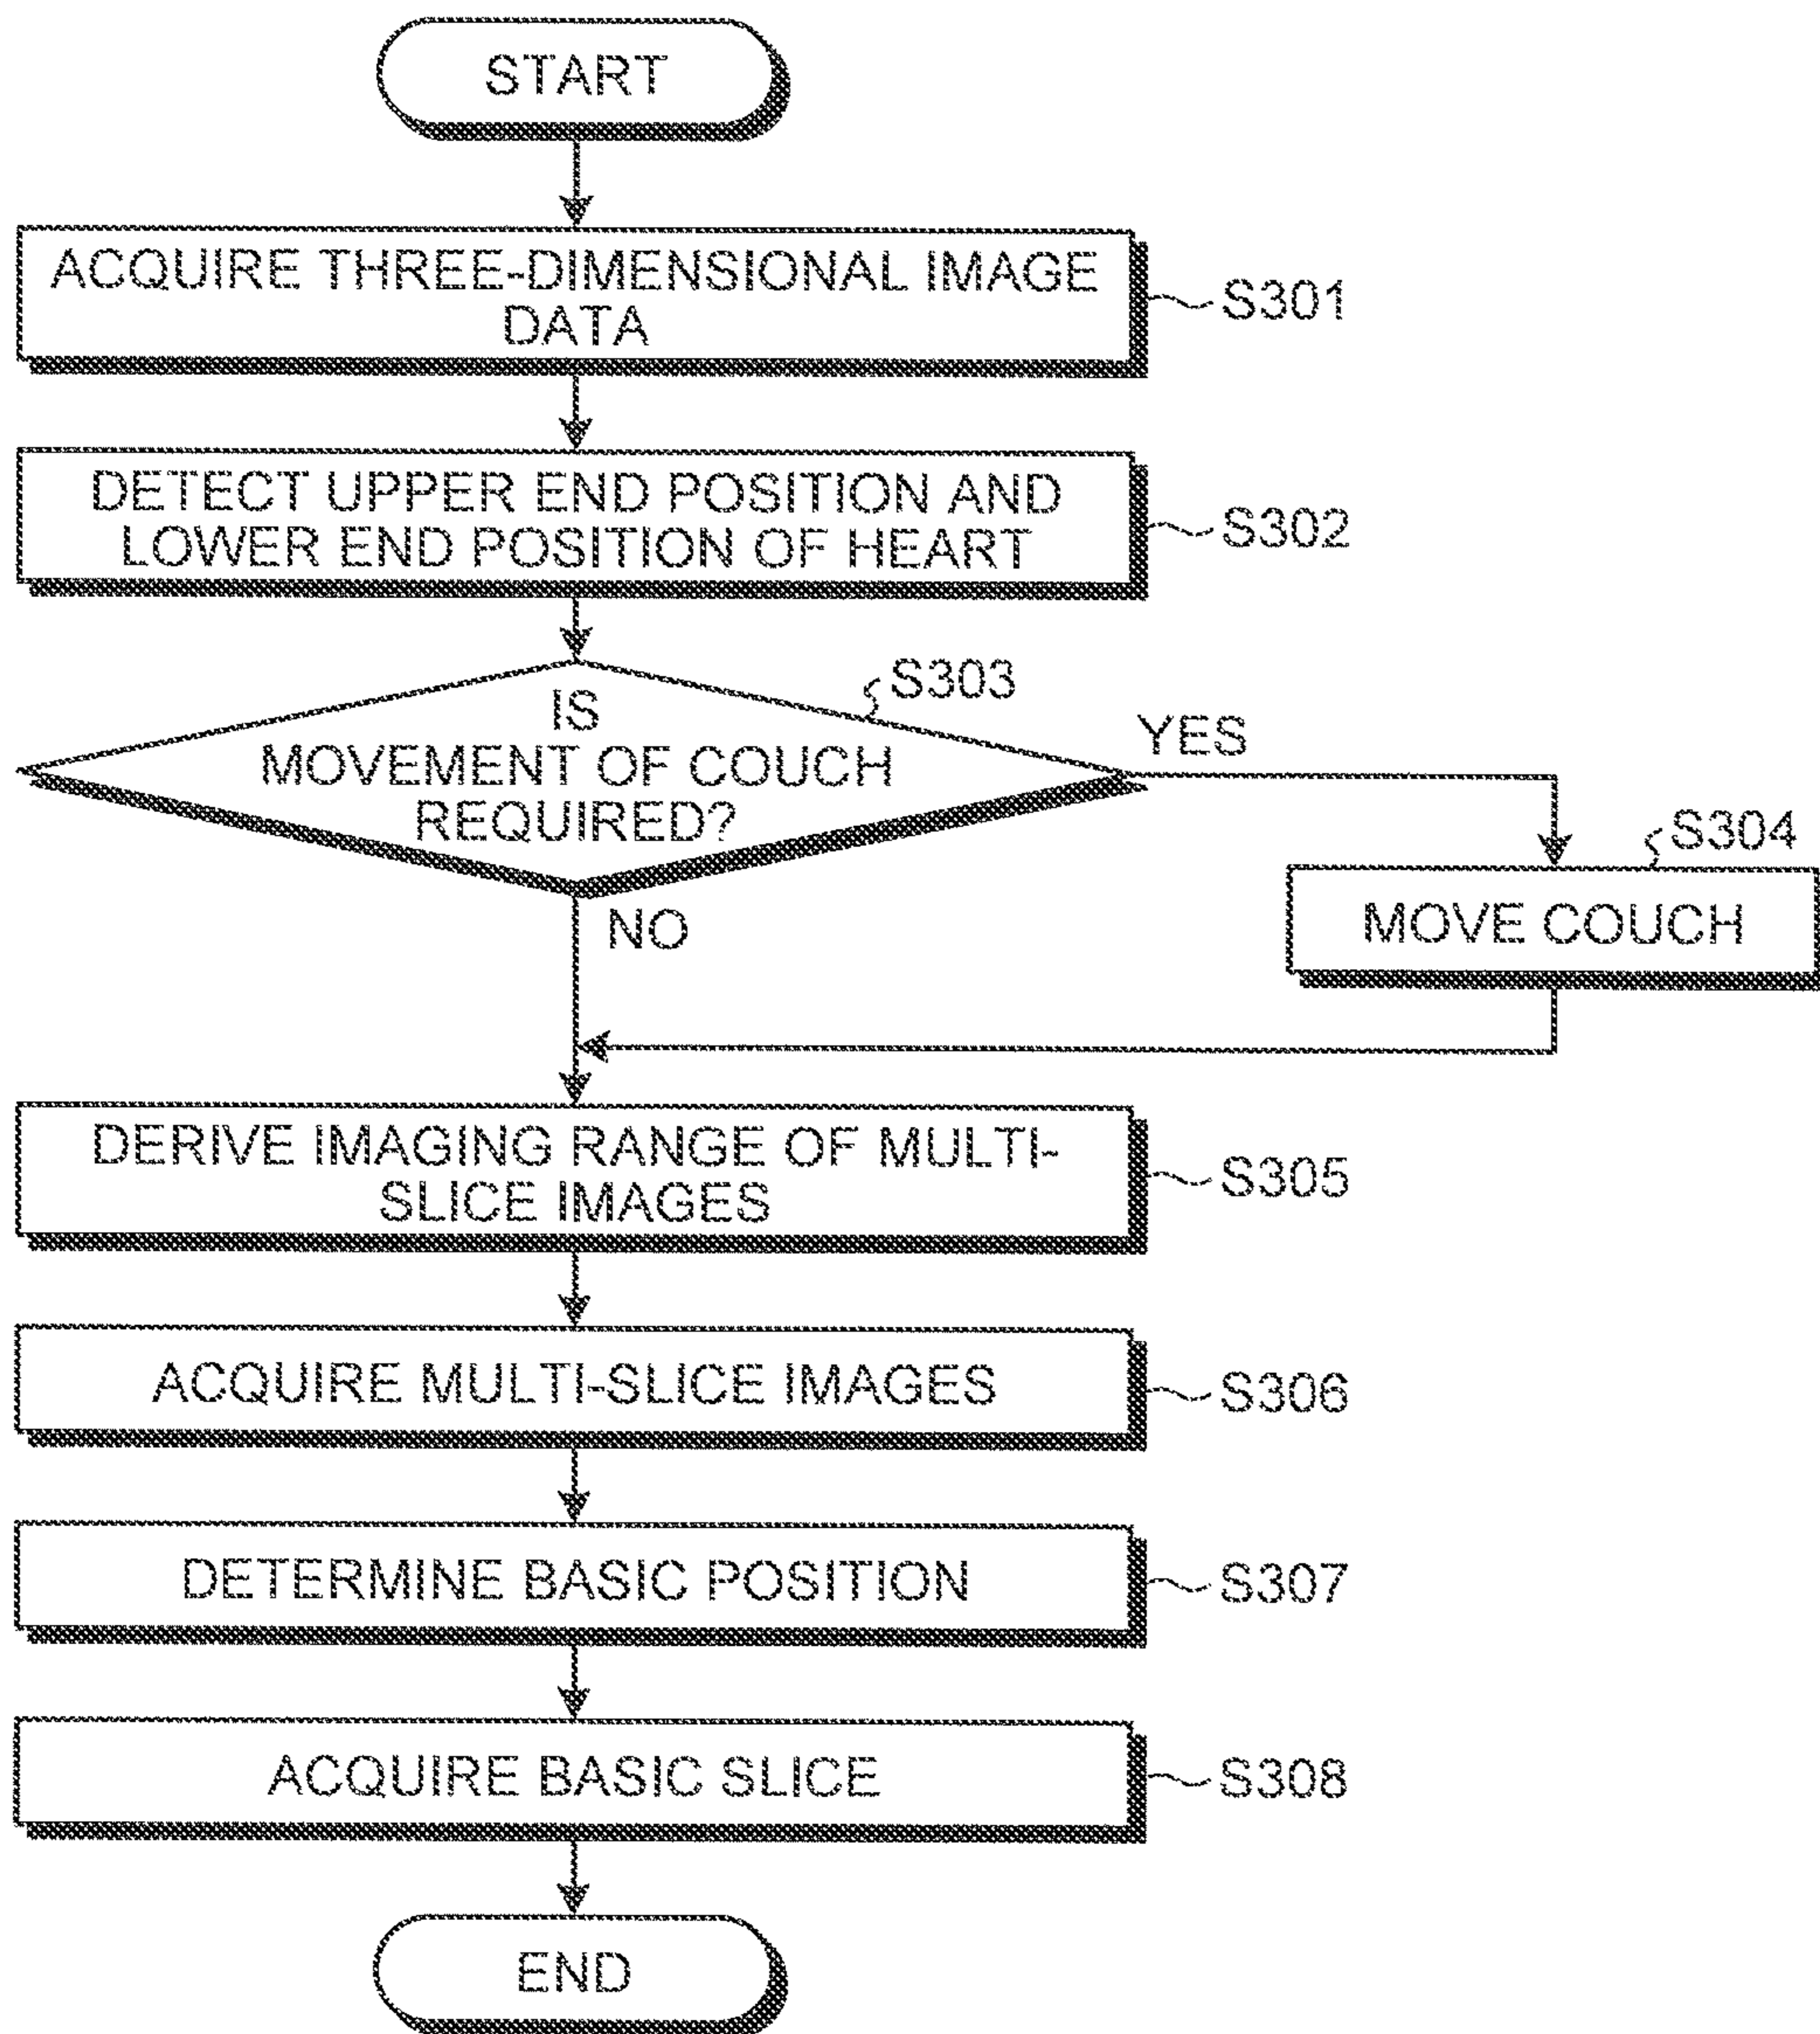 START
ACQUIRE THREE-DIMENSIONAL IMAGE
DATA
S301
DETECT UPPER END POSITION AND
LOWER END POSITION OF HEART
S302
S303
IS
MOVEMENT OF COUCH
REQUIRED?
YES
S304
MOVE COUCH
NO
DERIVE IMAGING RANGE OF MULTI-
SLICE IMAGES
S305
ACQUIRE MULTI-SLICE IMAGES
S306
DETERMINE BASIC POSITION
S307
ACQUIRE BASIC SLICE
S308
END